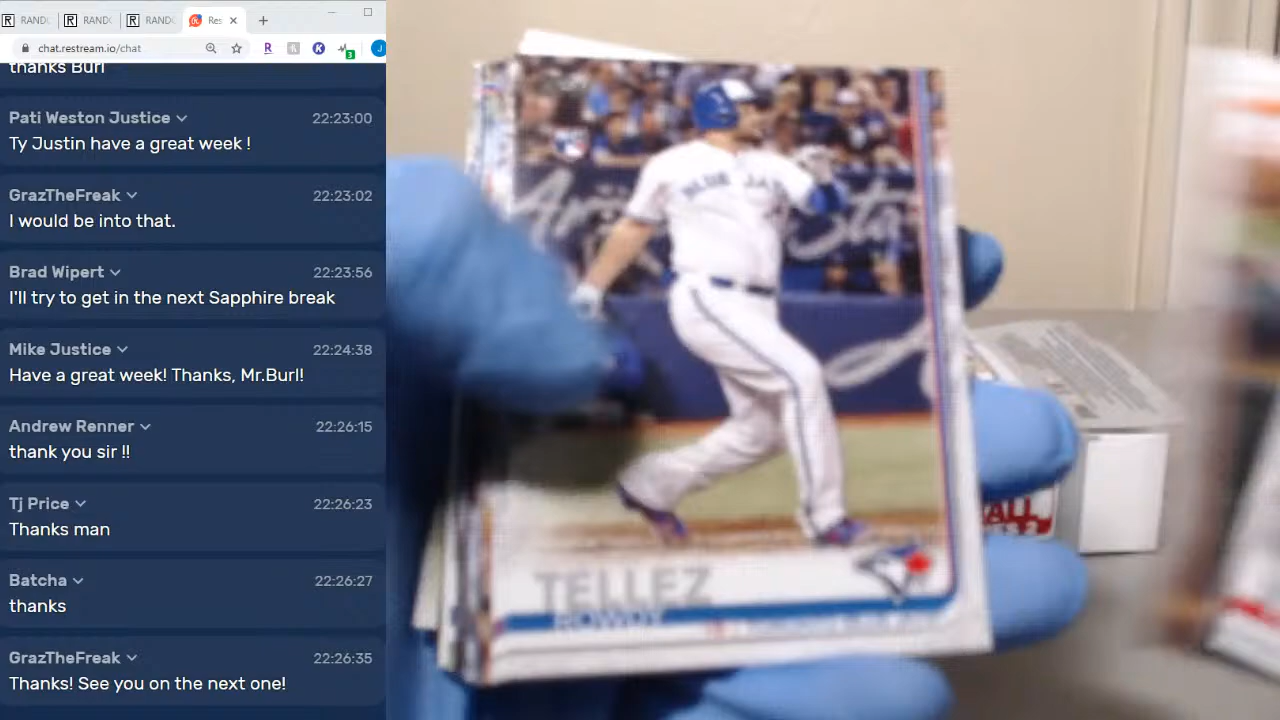 RAND
RAND
RAND
Res
chat.restream.io/chat
3
J
thanks Burl
Pati Weston Justice 22:23:00
Ty Justin have a great week !
GrazTheFreak 22:23:02
I would be into that.
Brad Wipert 22:23:56
I'll try to get in the next Sapphire break
Mike Justice 22:24:38
Have a great week! Thanks, Mr.Burl!
Andrew Renner 22:26:15
thank you sir !!
Tj Price 22:26:23
Thanks man
Batcha 22:26:27
thanks
GrazTheFreak 22:26:35
Thanks! See you on the next one!
BLUE JAYS
TELLEZ
ROWDY